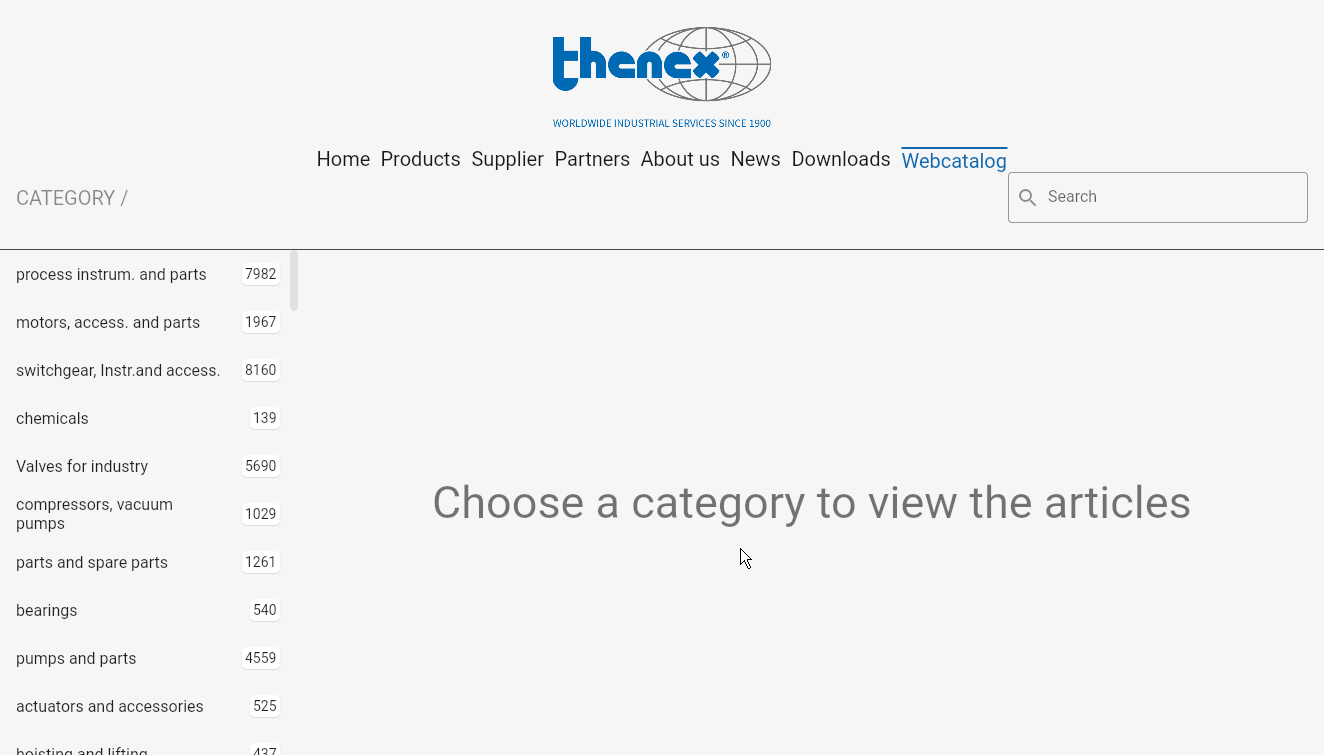 thenex®
WORLDWIDE INDUSTRIAL SERVICES SINCE 1900
Home Products Supplier Partners About us News Downloads Webcatalog
CATEGORY /
Search
process instrum. and parts 7982
motors, access. and parts 1967
switchgear, Instr.and access. 8160
chemicals 139
Valves for industry 5690
compressors, vacuum
pumps 1029
parts and spare parts 1261
bearings 540
pumps and parts 4559
actuators and accessories 525
hoisting and lifting 437
Choose a category to view the articles